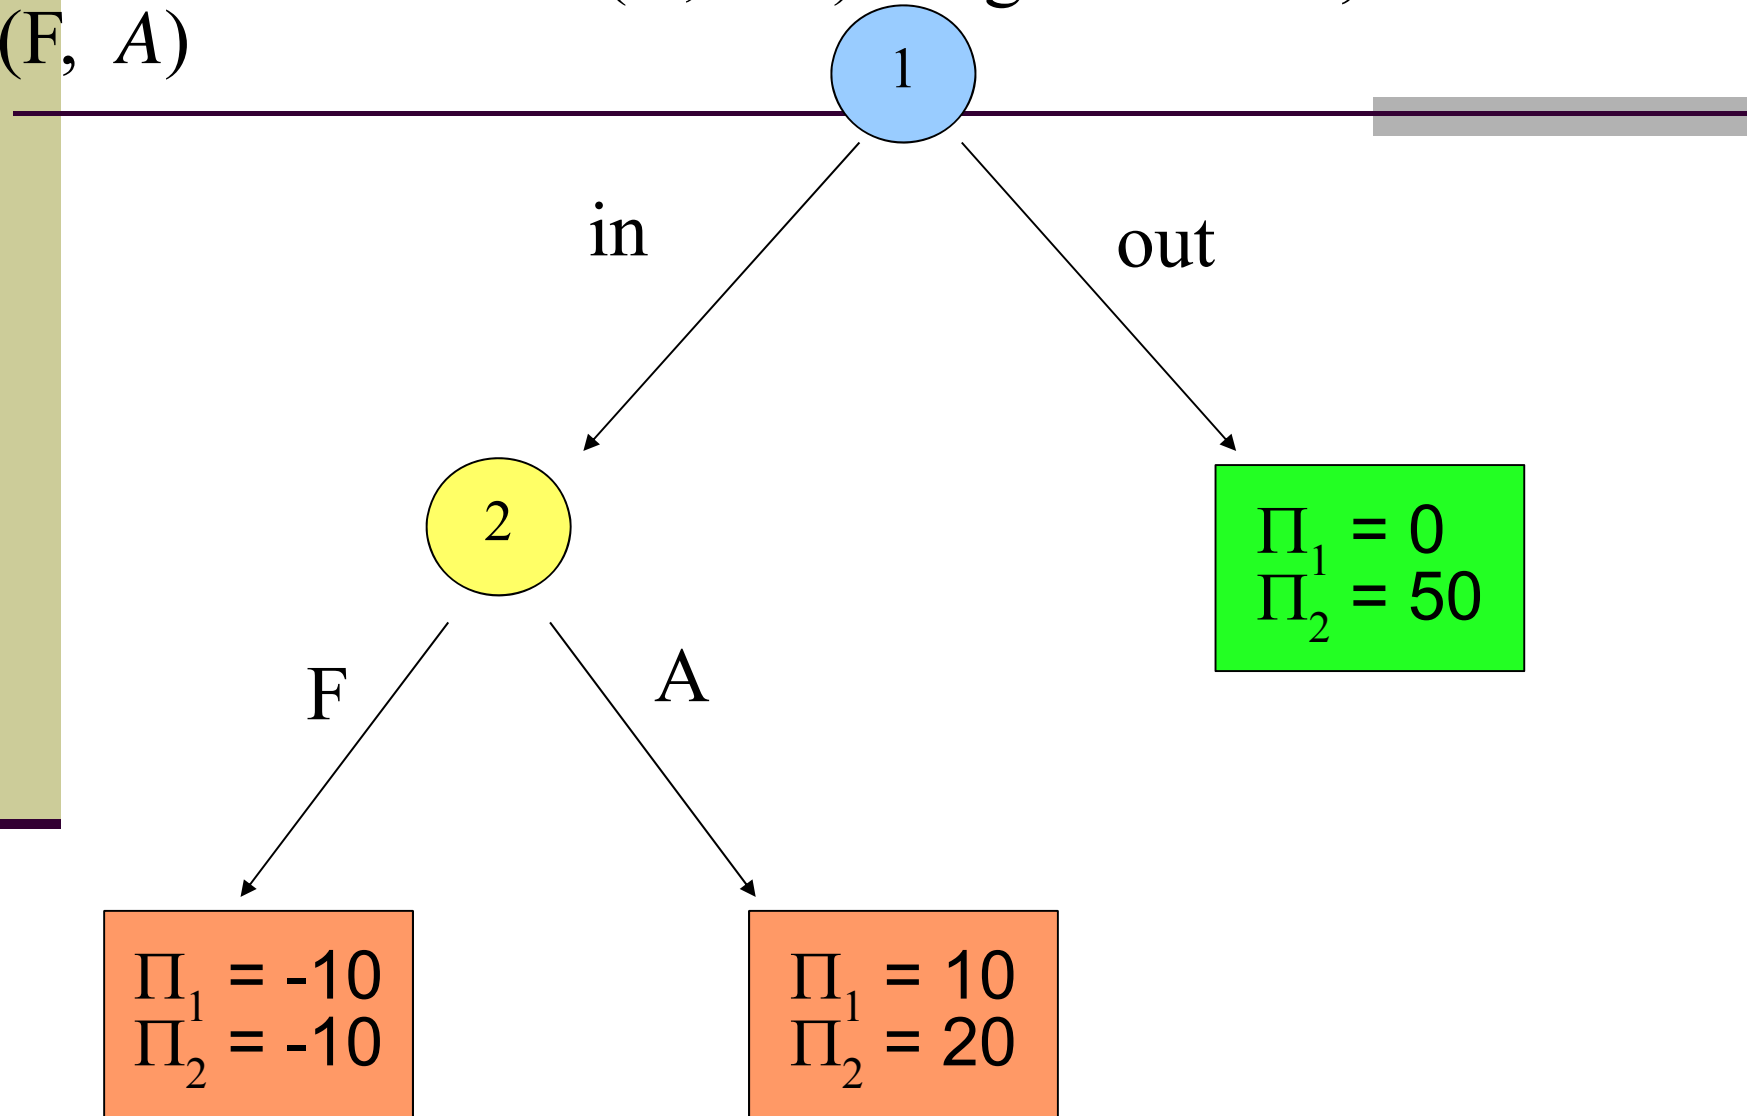 (F, A)
1
in
out
2
Π1 = 0
Π2 = 50
F
A
Π1 = -10
Π2 = -10
Π1 = 10
Π2 = 20